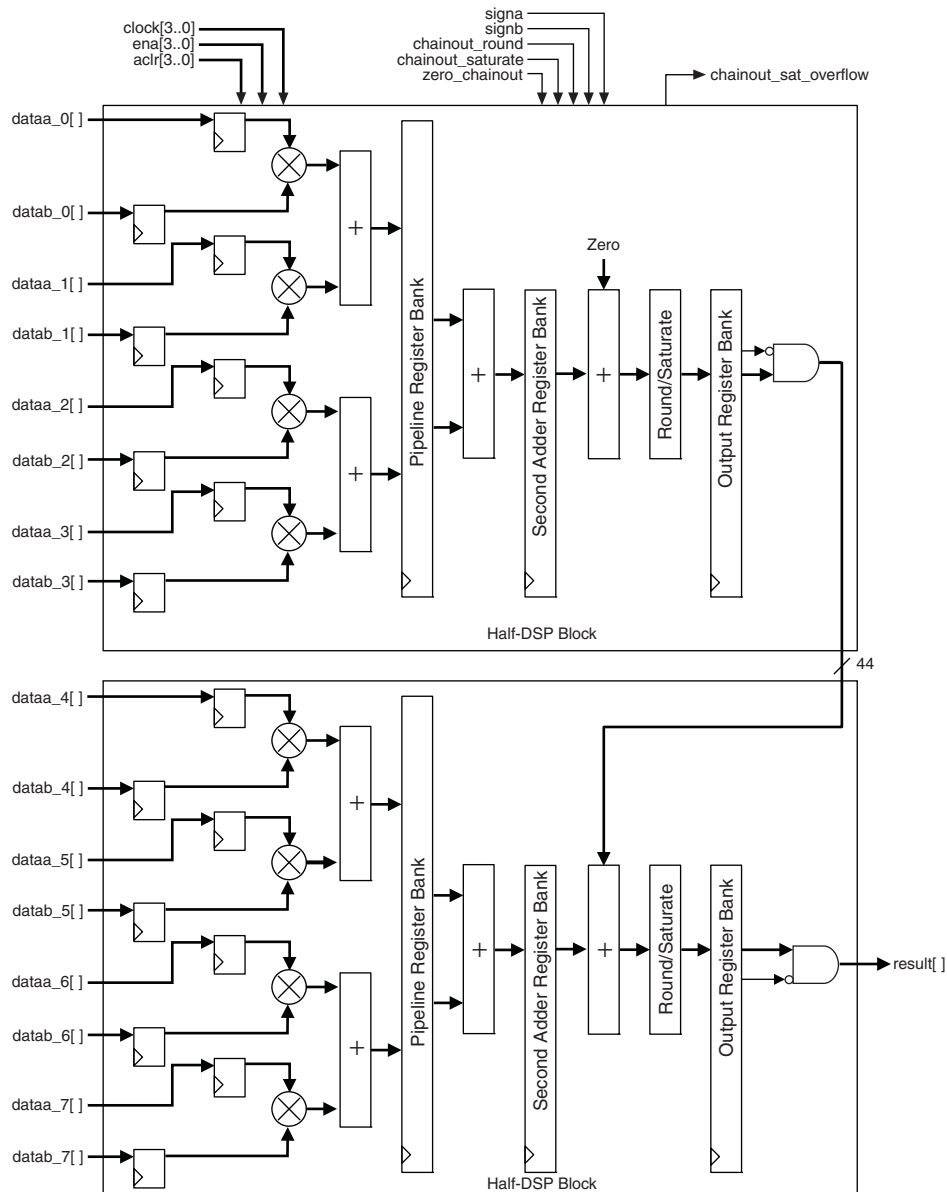 signa
signb
chainout_round
chainout_saturate
zero_chainout
clock[3..0]
ena[3..0]
aclr[3..0]
chainout_sat_overflow
dataa_0[ ]
datab_0[ ]
dataa_1[ ]
datab_1[ ]
dataa_2[ ]
datab_2[ ]
dataa_3[ ]
datab_3[ ]
+
+
Pipeline Register Bank
+
Second Adder Register Bank
Zero
+
Round/Saturate
Output Register Bank
Half-DSP Block
44
dataa_4[ ]
datab_4[ ]
dataa_5[ ]
datab_5[ ]
dataa_6[ ]
datab_6[ ]
dataa_7[ ]
datab_7[ ]
+
+
Pipeline Register Bank
+
Second Adder Register Bank
+
Round/Saturate
Output Register Bank
result[ ]
Half-DSP Block